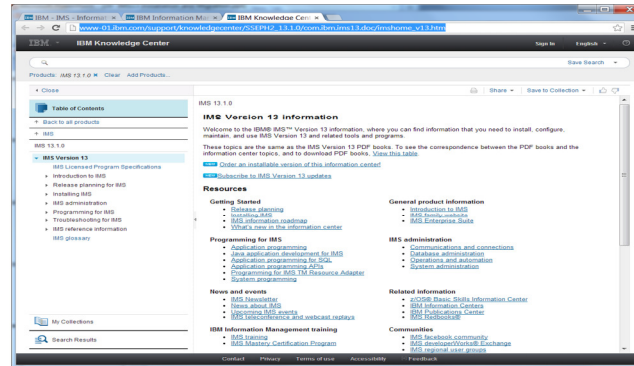 IBM - IMS - Informat
IBM Information Ma
IBM Knowledge Cen
www-01.ibm.com/support/knowledgecenter/SSEPH2_13.1.0/com.ibm.ims13.doc/imshome_v13.htm
IBM
IBM Knowledge Center
Sign In
English
Save Search
Products: IMS 13.1.0 × Clear Add Products...
Close
Share
Save to Collection
Table of Contents
+ Back to all products
+ IMS
IMS 13.1.0
IMS Version 13
IMS Licensed Program Specifications
Introduction to IMS
Release planning for IMS
Installing IMS
IMS administration
Programming for IMS
Troubleshooting for IMS
IMS reference information
IMS glossary
My Collections
Search Results
IMS 13.1.0
IMS Version 13 information
Welcome to the IBM® IMS™ Version 13 information, where you can find information that you need to install, configure,
maintain, and use IMS Version 13 and related tools and programs.
These topics are the same as the IMS Version 13 PDF books. To see the correspondence between the PDF books and the
information center topics, and to download PDF books, View this table
Order an installable version of this information center!
Subscribe to IMS Version 13 updates
Resources
Getting Started
• Release planning
• Installing IMS
• IMS information roadmap
• What's new in the information center
General product information
• Introduction to IMS
• IMS family website
• IMS Enterprise Suite
Programming for IMS
• Application programming
• Java application development for IMS
• Application programming for SQL
• Application programming APIs
• Programming for IMS TM Resource Adapter
• System programming
IMS administration
• Communications and connections
• Database administration
• Operations and automation
• System administration
News and events
• IMS Newsletter
• News about IMS
• Upcoming IMS events
• IMS teleconference and webcast replays
Related information
• z/OS® Basic Skills Information Center
• IBM Information Centers
• IBM Publications Center
• IMS Redbooks®
IBM Information Management training
• IMS training
• IMS Mastery Certification Program
Communities
• IMS facebook community
• IMS developerWorks® Exchange
• IMS regional user groups
Contact Privacy Terms of use Accessibility Feedback